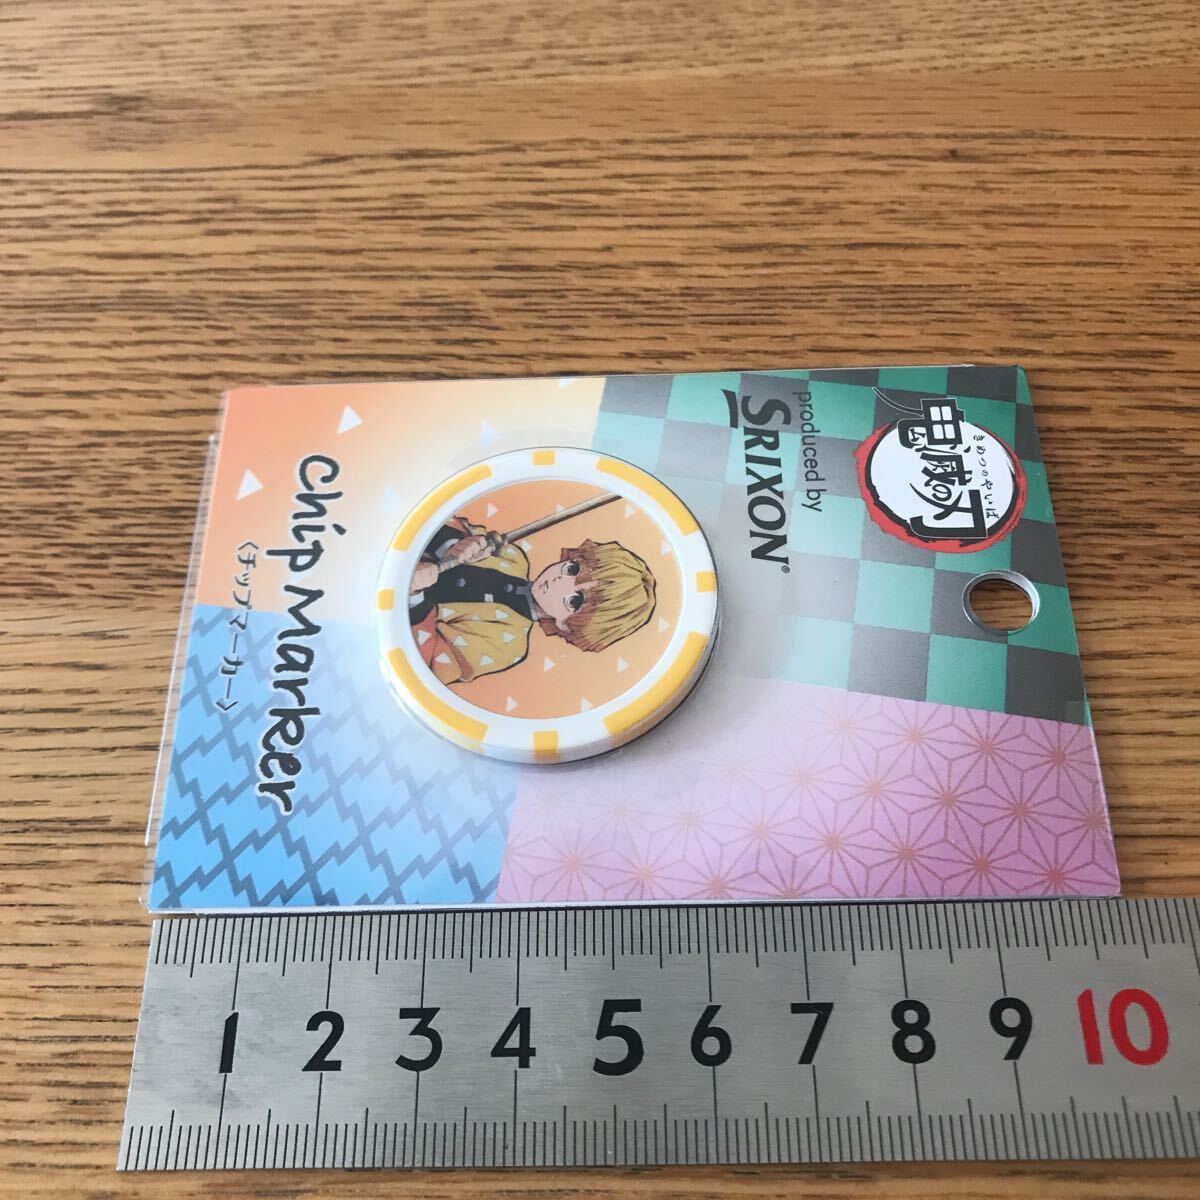 鬼滅の刃
きめつのやいば
produced by
SRIXON®
Chip Marker
〈チップマーカー〉
1 2 3 4 5 6 7 8 9 10